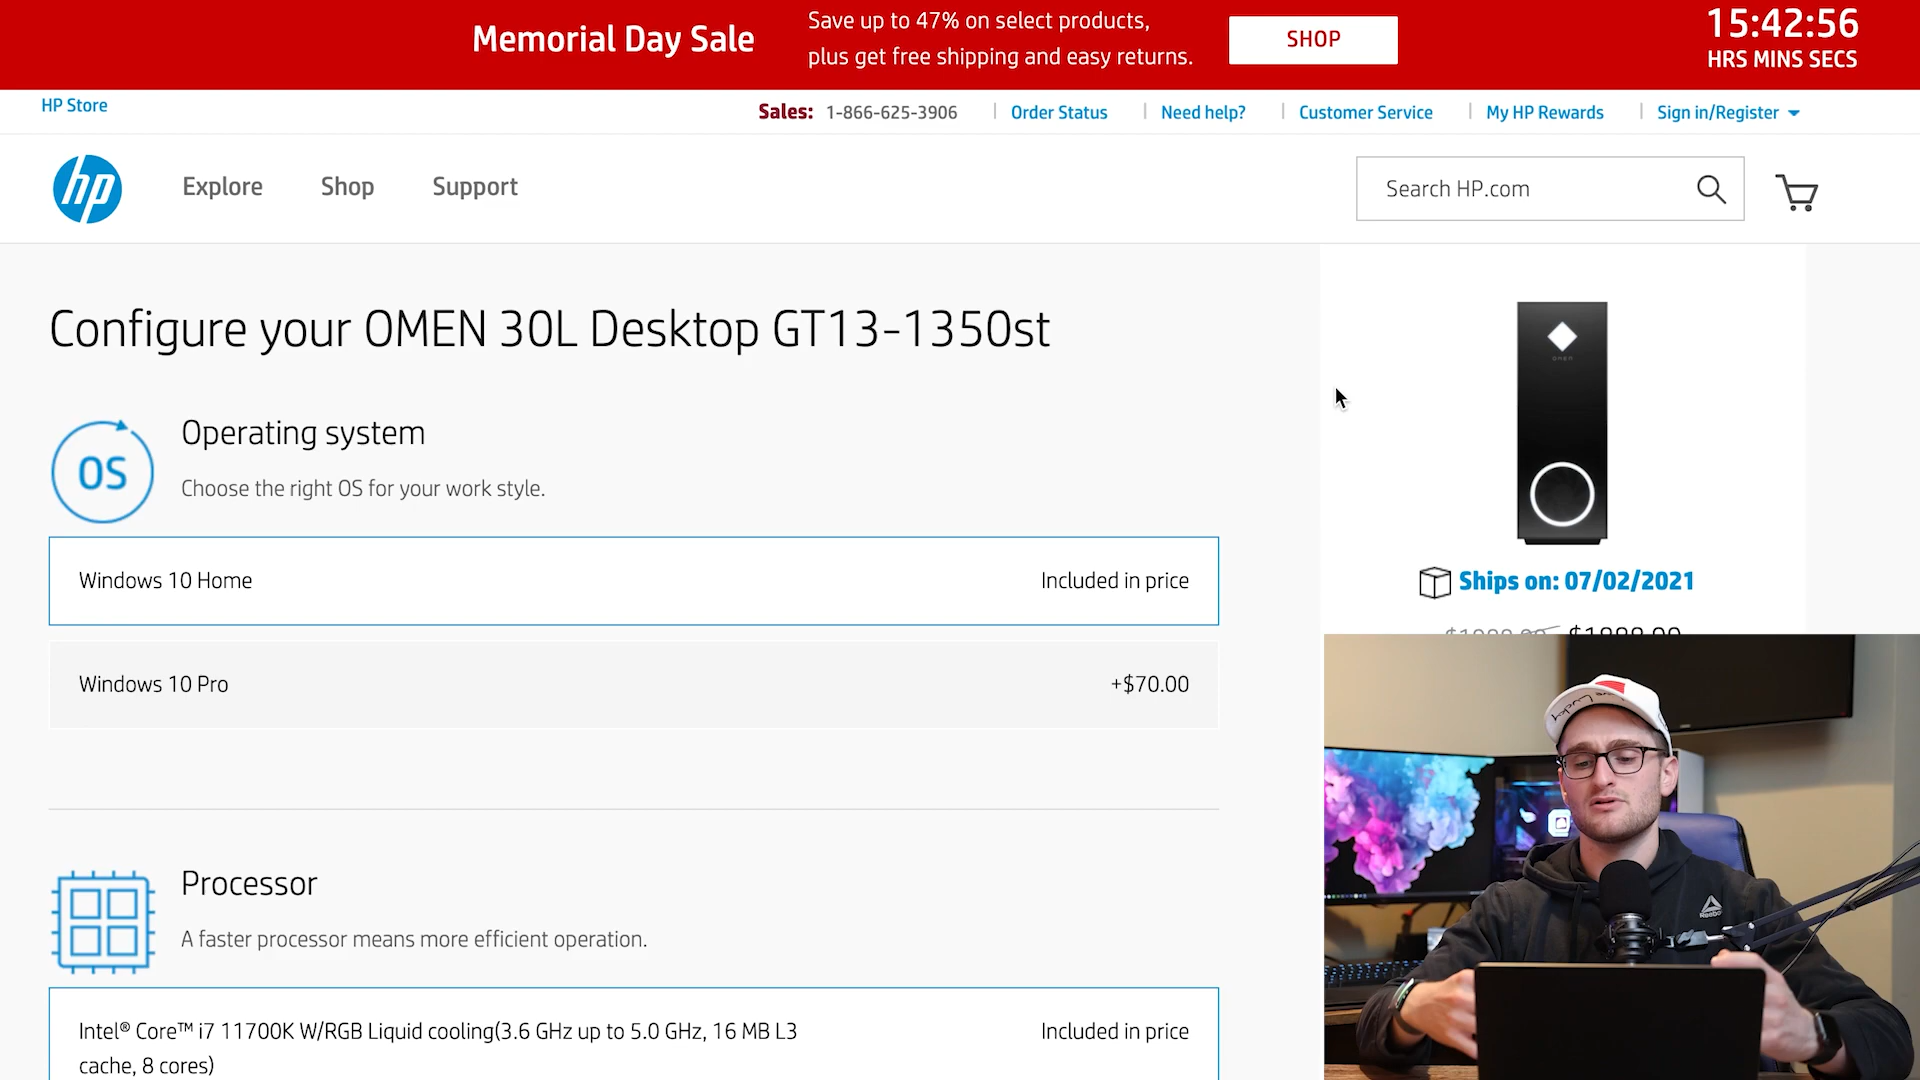 Memorial Day Sale
Save up to 47% on select products,
plus get free shipping and easy returns.
SHOP
15:42:56
HRS MINS SECS
HP Store
Sales: 1-866-625-3906
Order Status
Need help?
Customer Service
My HP Rewards
Sign in/Register
hp
Explore
Shop
Support
Search HP.com
Configure your OMEN 30L Desktop GT13-1350st
OMEN
Operating system
Choose the right OS for your work style.
OS
Windows 10 Home
Included in price
Windows 10 Pro
+$70.00
Ships on: 07/02/2021
Processor
A faster processor means more efficient operation.
Intel® Core™ i7 11700K W/RGB Liquid cooling(3.6 GHz up to 5.0 GHz, 16 MB L3
cache, 8 cores)
Included in price
Reebok